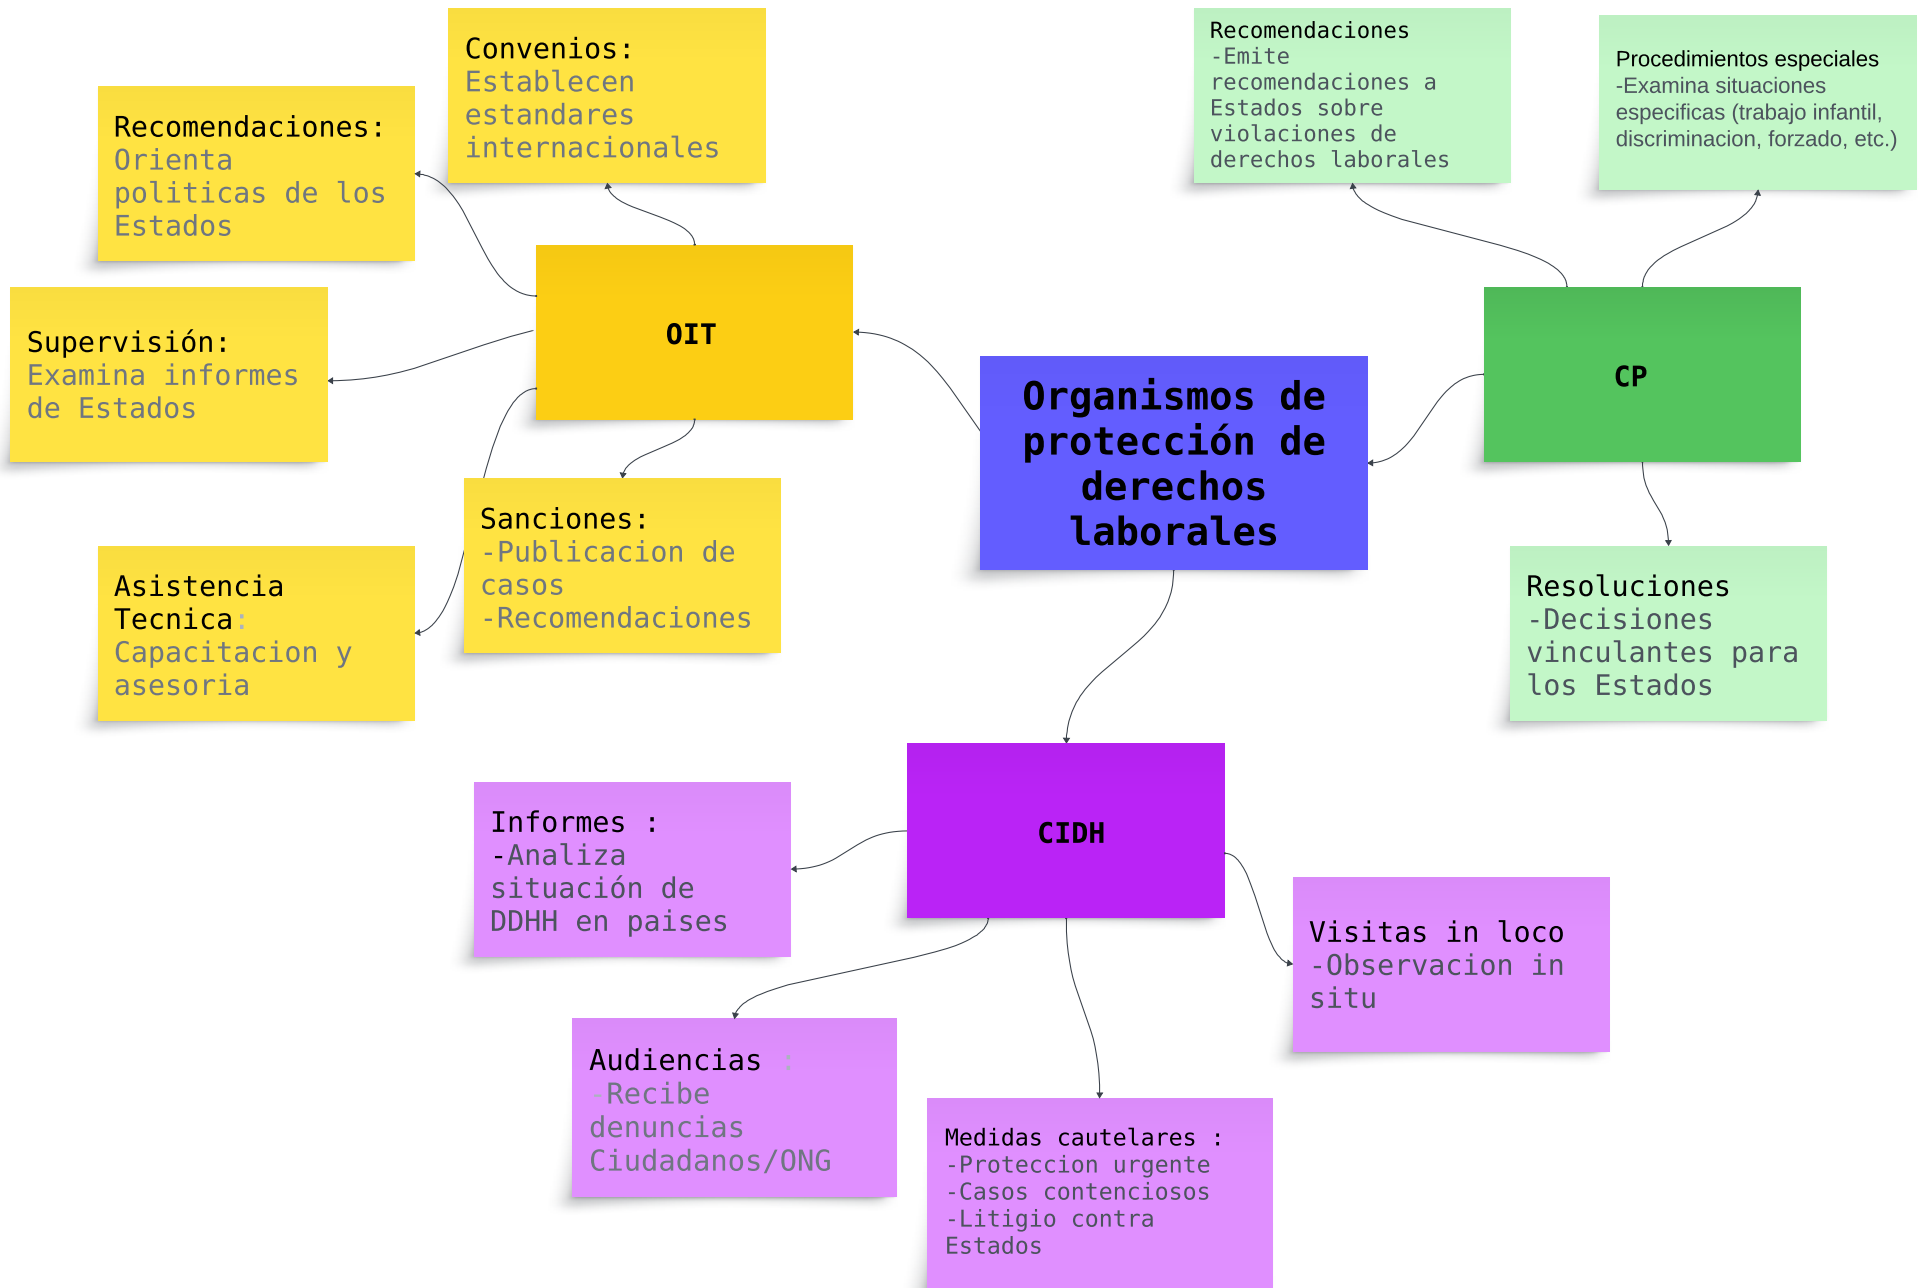 Convenios:
Establecen
estandares
internacionales
Recomendaciones:
Orienta
politicas de los
Estados
Supervisión:
Examina informes
de Estados
OIT
Asistencia
Tecnica:
Capacitacion y
asesoria
Sanciones:
-Publicacion de
casos
-Recomendaciones
Organismos de
protección de
derechos
laborales
Recomendaciones
-Emite
recomendaciones a
Estados sobre
violaciones de
derechos laborales
Procedimientos especiales
-Examina situaciones
especificas (trabajo infantil,
discriminacion, forzado, etc.)
CP
Resoluciones
-Decisiones
vinculantes para
los Estados
CIDH
Informes :
-Analiza
situación de
DDHH en paises
Audiencias :
-Recibe
denuncias
Ciudadanos/ONG
Medidas cautelares :
-Proteccion urgente
-Casos contenciosos
-Litigio contra
Estados
Visitas in loco
-Observacion in
situ